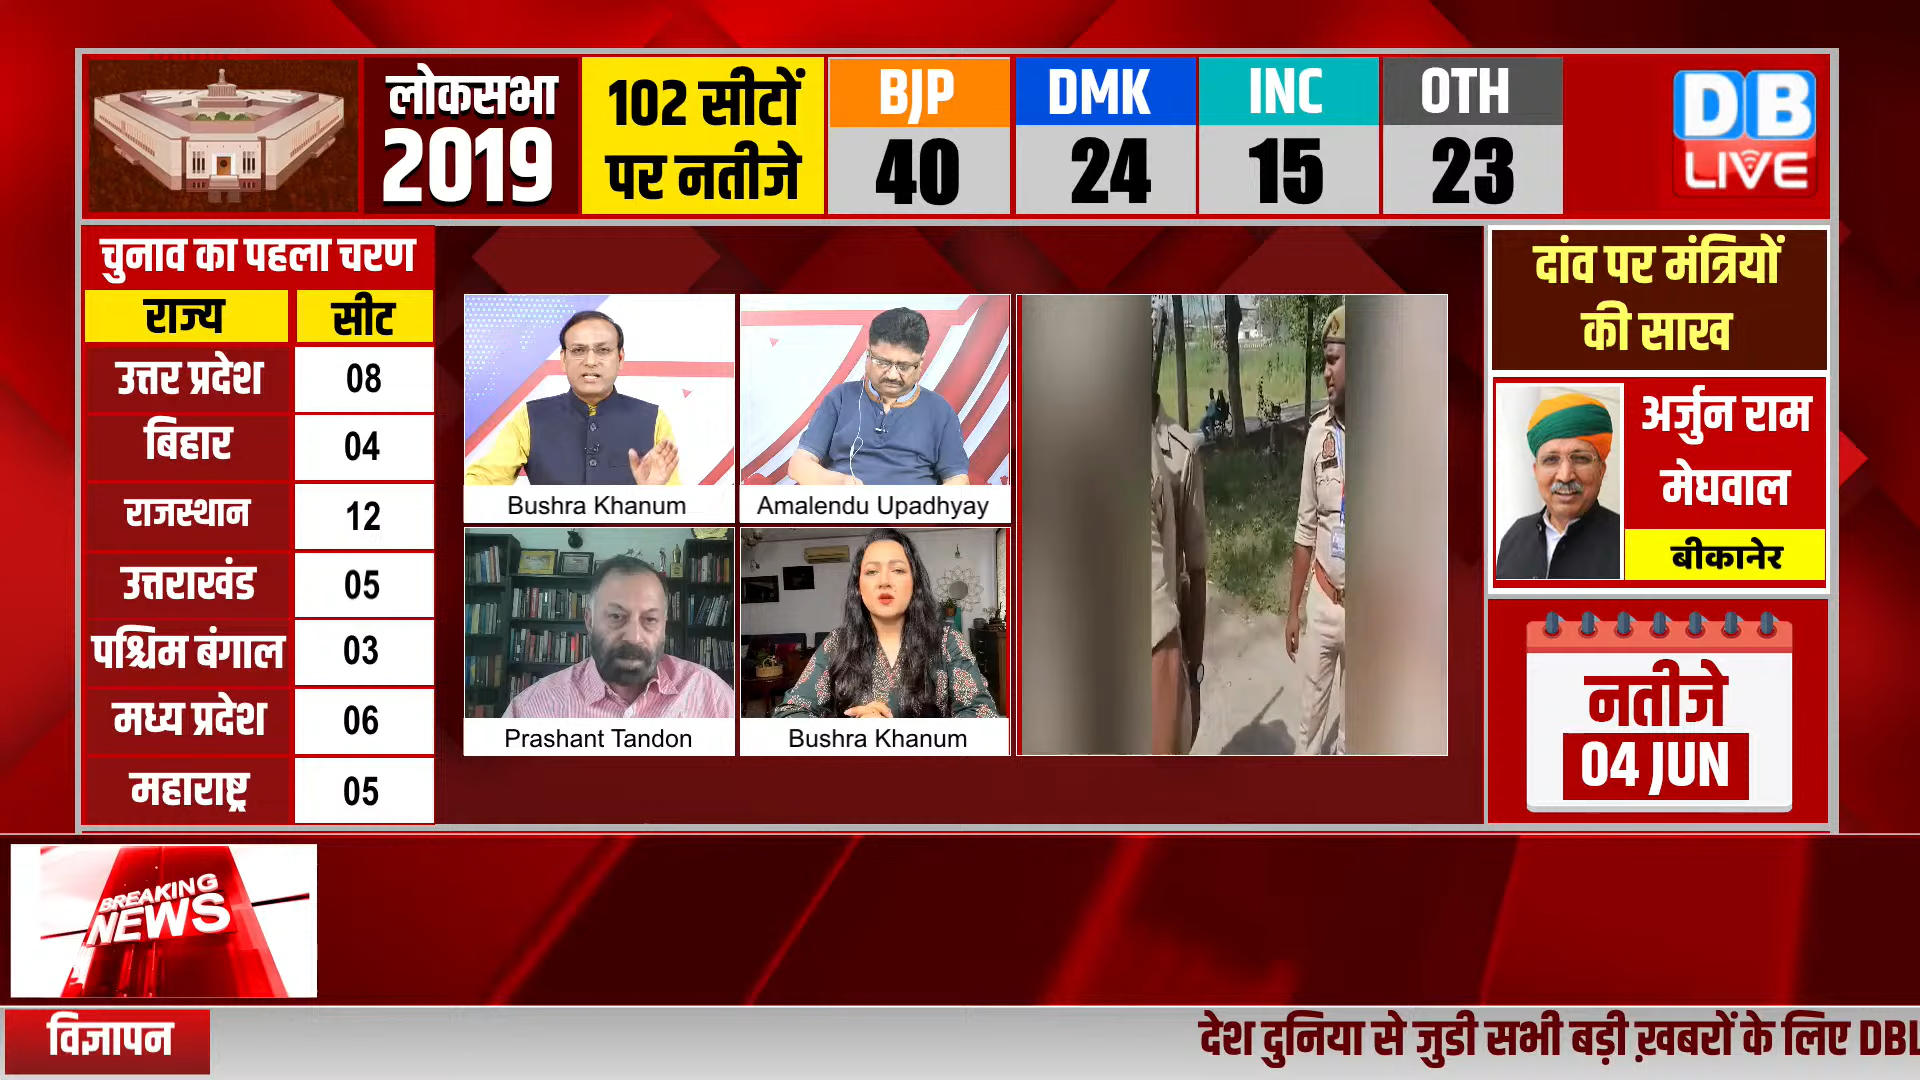 लोकसभा
2019
102 सीटों
पर नतीजे
BJP
40
DMK
24
INC
15
OTH
23
DB
LIVE
चुनाव का पहला चरण
राज्य सीट
उत्तर प्रदेश 08
बिहार 04
राजस्थान 12
उत्तराखंड 05
पश्चिम बंगाल 03
मध्य प्रदेश 06
महाराष्ट्र 05
Bushra Khanum
Amalendu Upadhyay
Prashant Tandon
Bushra Khanum
दांव पर मंत्रियों
की साख
अर्जुन राम
मेघवाल
बीकानेर
नतीजे
04 JUN
BREAKING
NEWS
विज्ञापन
देश दुनिया से जुडी सभी बड़ी ख़बरों के लिए DBL